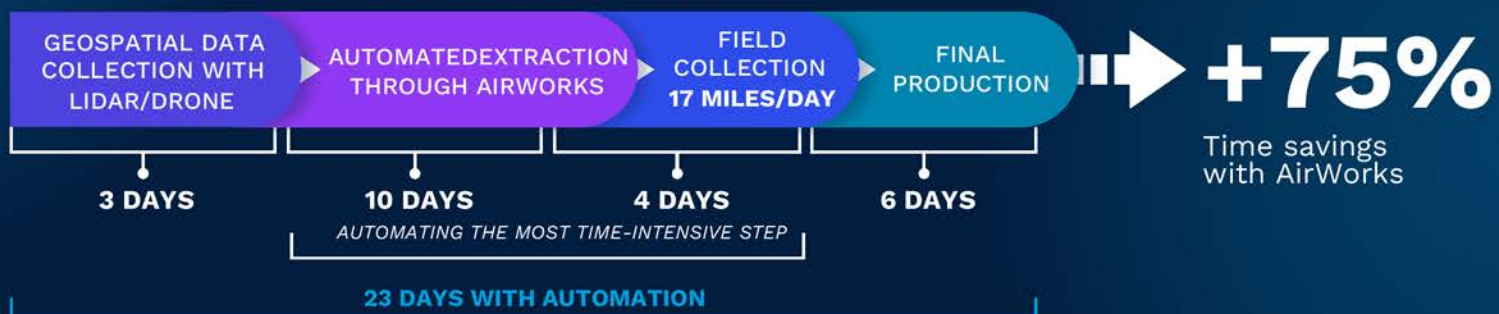 GEOSPATIAL DATA
COLLECTION WITH
LIDAR/DRONE
AUTOMATEDEXTRACTION
THROUGH AIRWORKS
FIELD
COLLECTION
17 MILES/DAY
FINAL
PRODUCTION
+75%
Time savings
with AirWorks
3 DAYS
10 DAYS
4 DAYS
6 DAYS
AUTOMATING THE MOST TIME-INTENSIVE STEP
23 DAYS WITH AUTOMATION